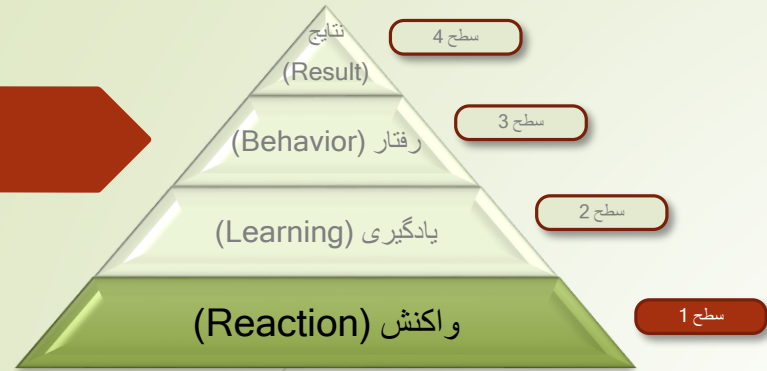 نتایج
(Result)
سطح 4
رفتار (Behavior)
سطح 3
یادگیری (Learning)
سطح 2
واکنش (Reaction)
سطح 1